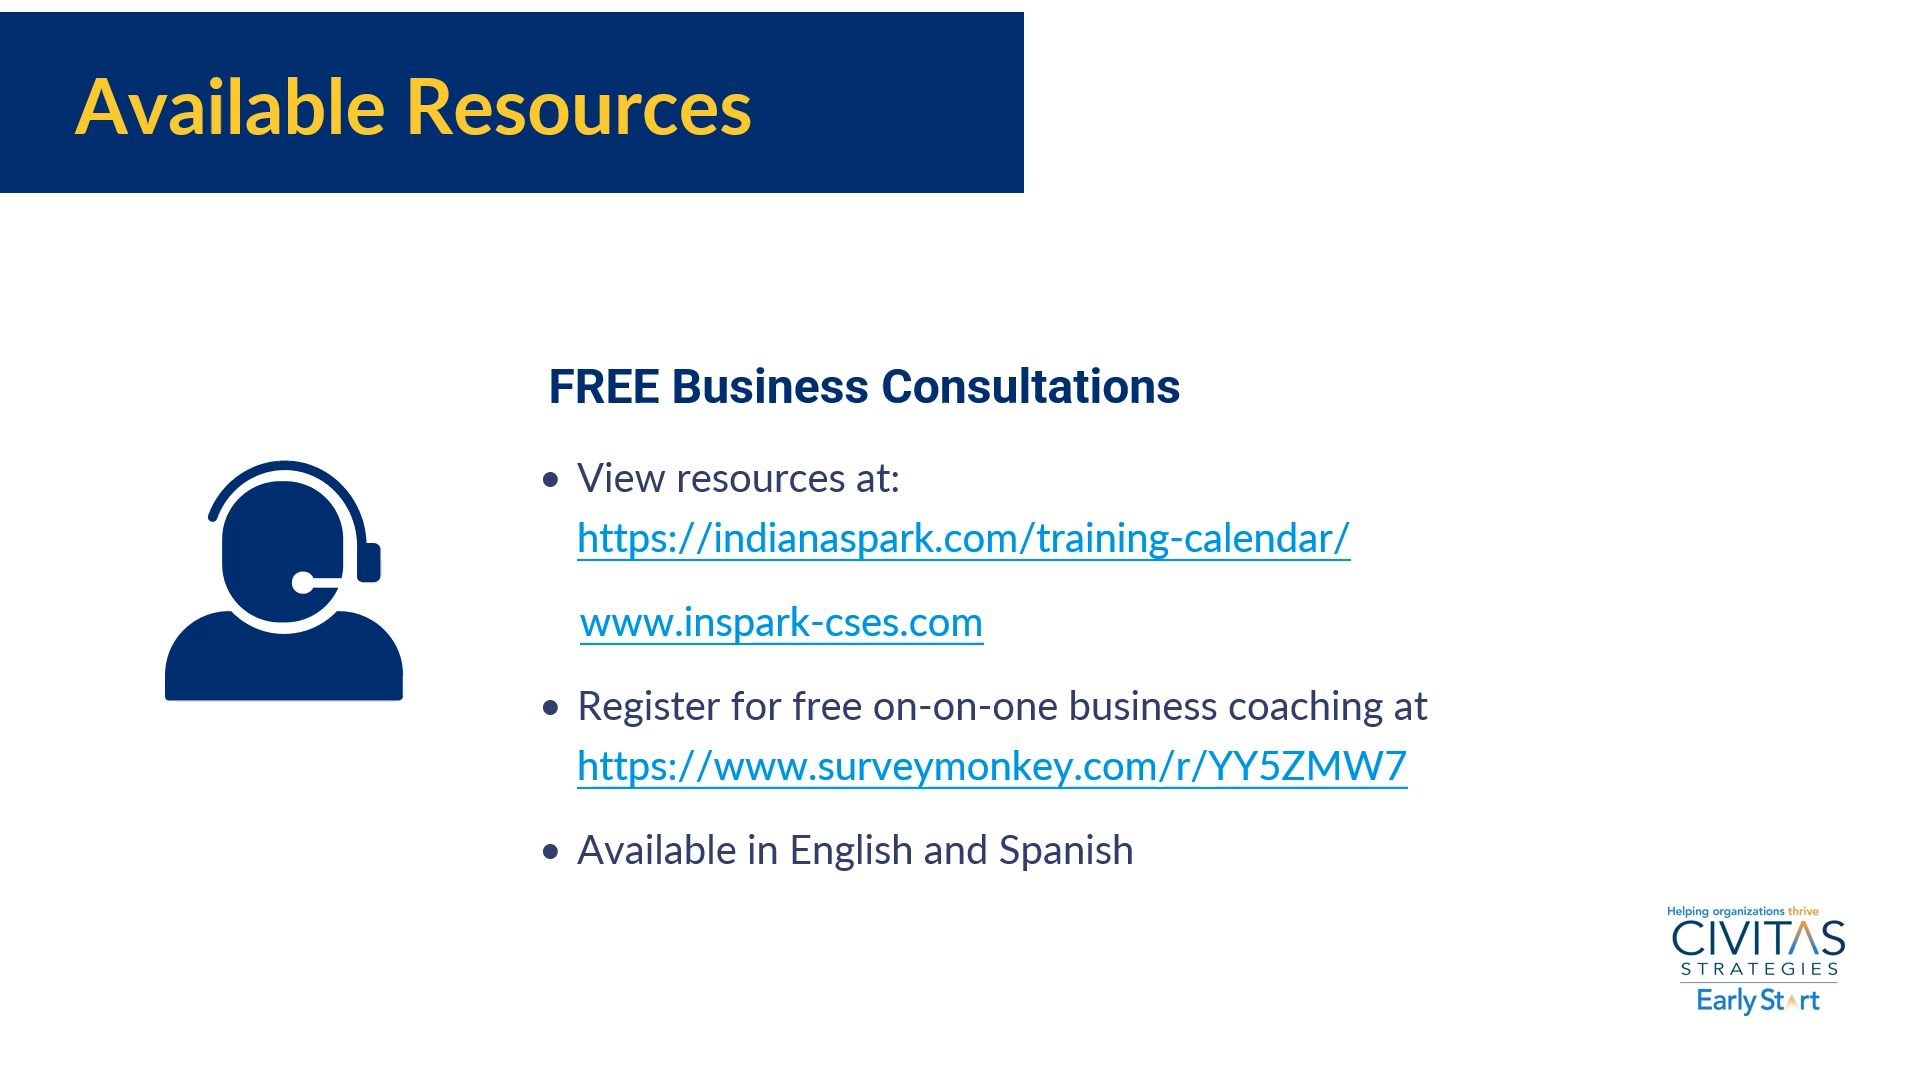 Available Resources
FREE Business Consultations
• View resources at:
https://indianaspark.com/training-calendar/
www.inspark-cses.com
• Register for free on-on-one business coaching at
https://www.surveymonkey.com/r/YY5ZMW7
• Available in English and Spanish
Helping organizations thrive
CIVITAS
STRATEGIES
Early Start